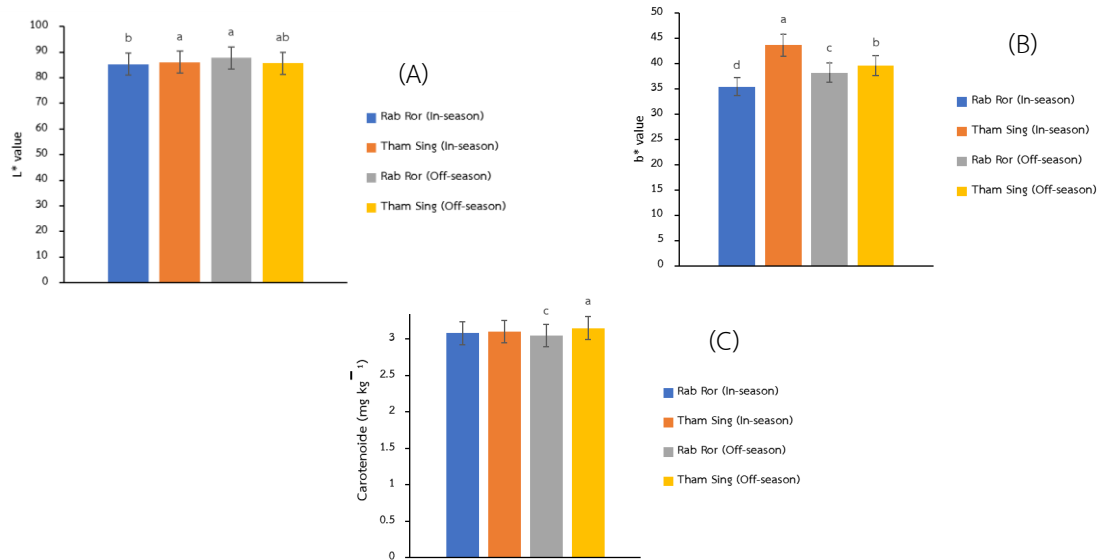 100
90
80
70
60
50
40
30
20
10
0
L* value
b
a
a
ab
(A)
Rab Ror (In-season)
Tham Sing (In-season)
Rab Ror (Off-season)
Tham Sing (Off-season)
50
45
40
35
30
25
20
15
10
5
0
b* value
d
a
c
b
(B)
Rab Ror (In-season)
Tham Sing (In-season)
Rab Ror (Off-season)
Tham Sing (Off-season)
3
2.5
2
1.5
1
0.5
0
Carotenoide (mg kg⁻¹)
c
a
(C)
Rab Ror (In-season)
Tham Sing (In-season)
Rab Ror (Off-season)
Tham Sing (Off-season)